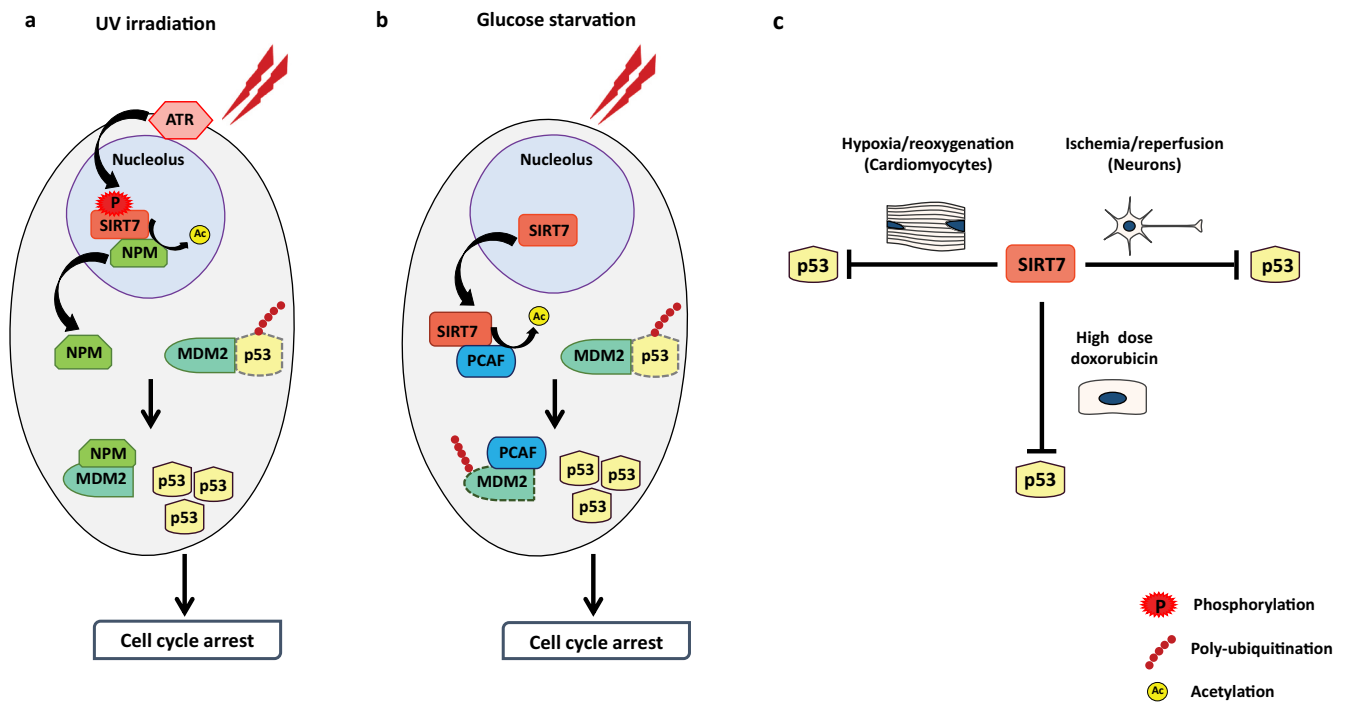 a
UV irradiation
ATR
Nucleolus
P
SIRT7
Ac
NPM
NPM
MDM2
p53
NPM
MDM2
p53
p53
p53
Cell cycle arrest
b
Glucose starvation
Nucleolus
SIRT7
Ac
SIRT7
PCAF
MDM2
p53
PCAF
MDM2
p53
p53
p53
Cell cycle arrest
c
Hypoxia/reoxygenation
(Cardiomyocytes)
Ischemia/reperfusion
(Neurons)
p53
SIRT7
p53
High dose
doxorubicin
p53
P
Phosphorylation
Poly-ubiquitination
Ac
Acetylation